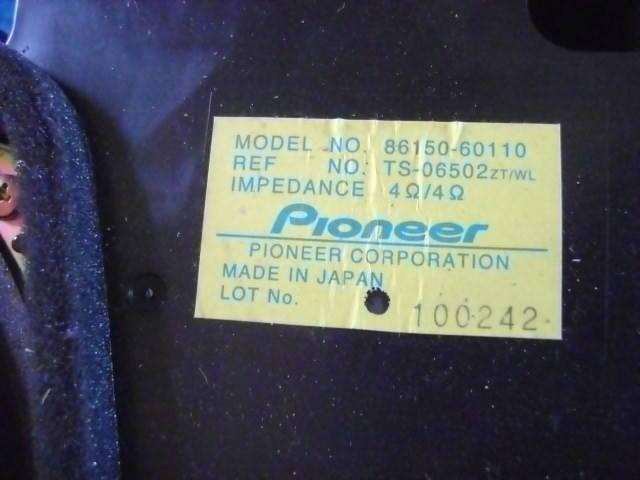 MODEL NO. 86150-60110
REF NO. TS-06502ZT/WL
IMPEDANCE 4Ω/4Ω
Pioneer
PIONEER CORPORATION
MADE IN JAPAN
LOT No. 100242